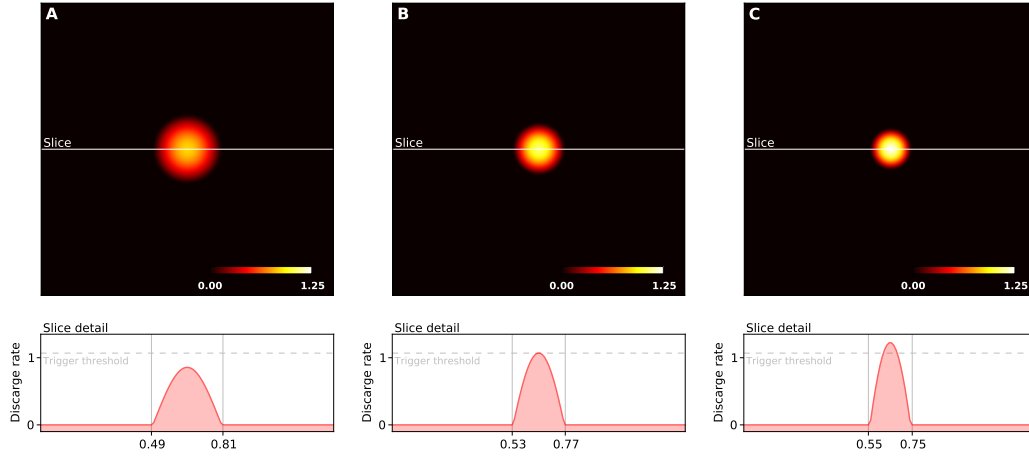 A
Slice
0.00 1.25
Slice detail
Trigger threshold
Discarge rate
1
0
0.49 0.81
B
Slice
0.00 1.25
Slice detail
Trigger threshold
Discarge rate
1
0
0.53 0.77
C
Slice
0.00 1.25
Slice detail
Trigger threshold
Discarge rate
1
0
0.55 0.75